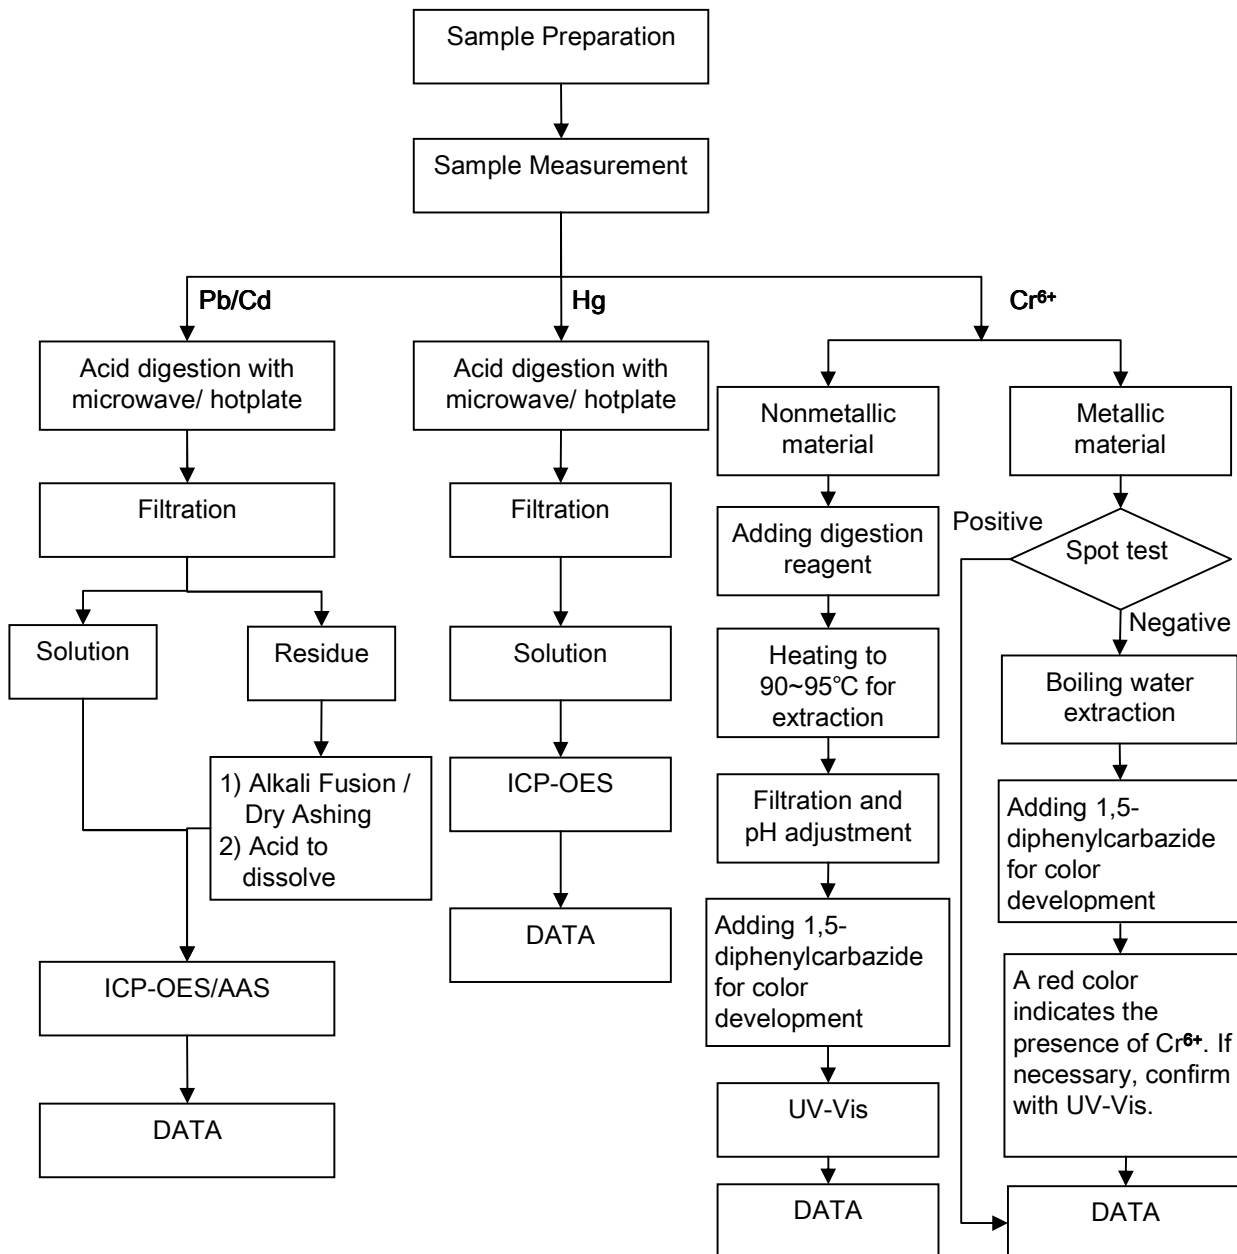 Sample Preparation
Sample Measurement
Pb/Cd
Hg
Cr⁶⁺
Acid digestion with
microwave/ hotplate
Filtration
Solution
Residue
1) Alkali Fusion /
Dry Ashing
2) Acid to
dissolve
ICP-OES/AAS
DATA
Acid digestion with
microwave/ hotplate
Filtration
Solution
ICP-OES
DATA
Nonmetallic
material
Adding digestion
reagent
Heating to
90~95℃ for
extraction
Filtration and
pH adjustment
Adding 1,5-
diphenylcarbazide
for color
development
UV-Vis
DATA
Metallic
material
Spot test
Positive
Negative
Boiling water
extraction
Adding 1,5-
diphenylcarbazide
for color
development
A red color
indicates the
presence of Cr⁶⁺. If
necessary, confirm
with UV-Vis.
DATA